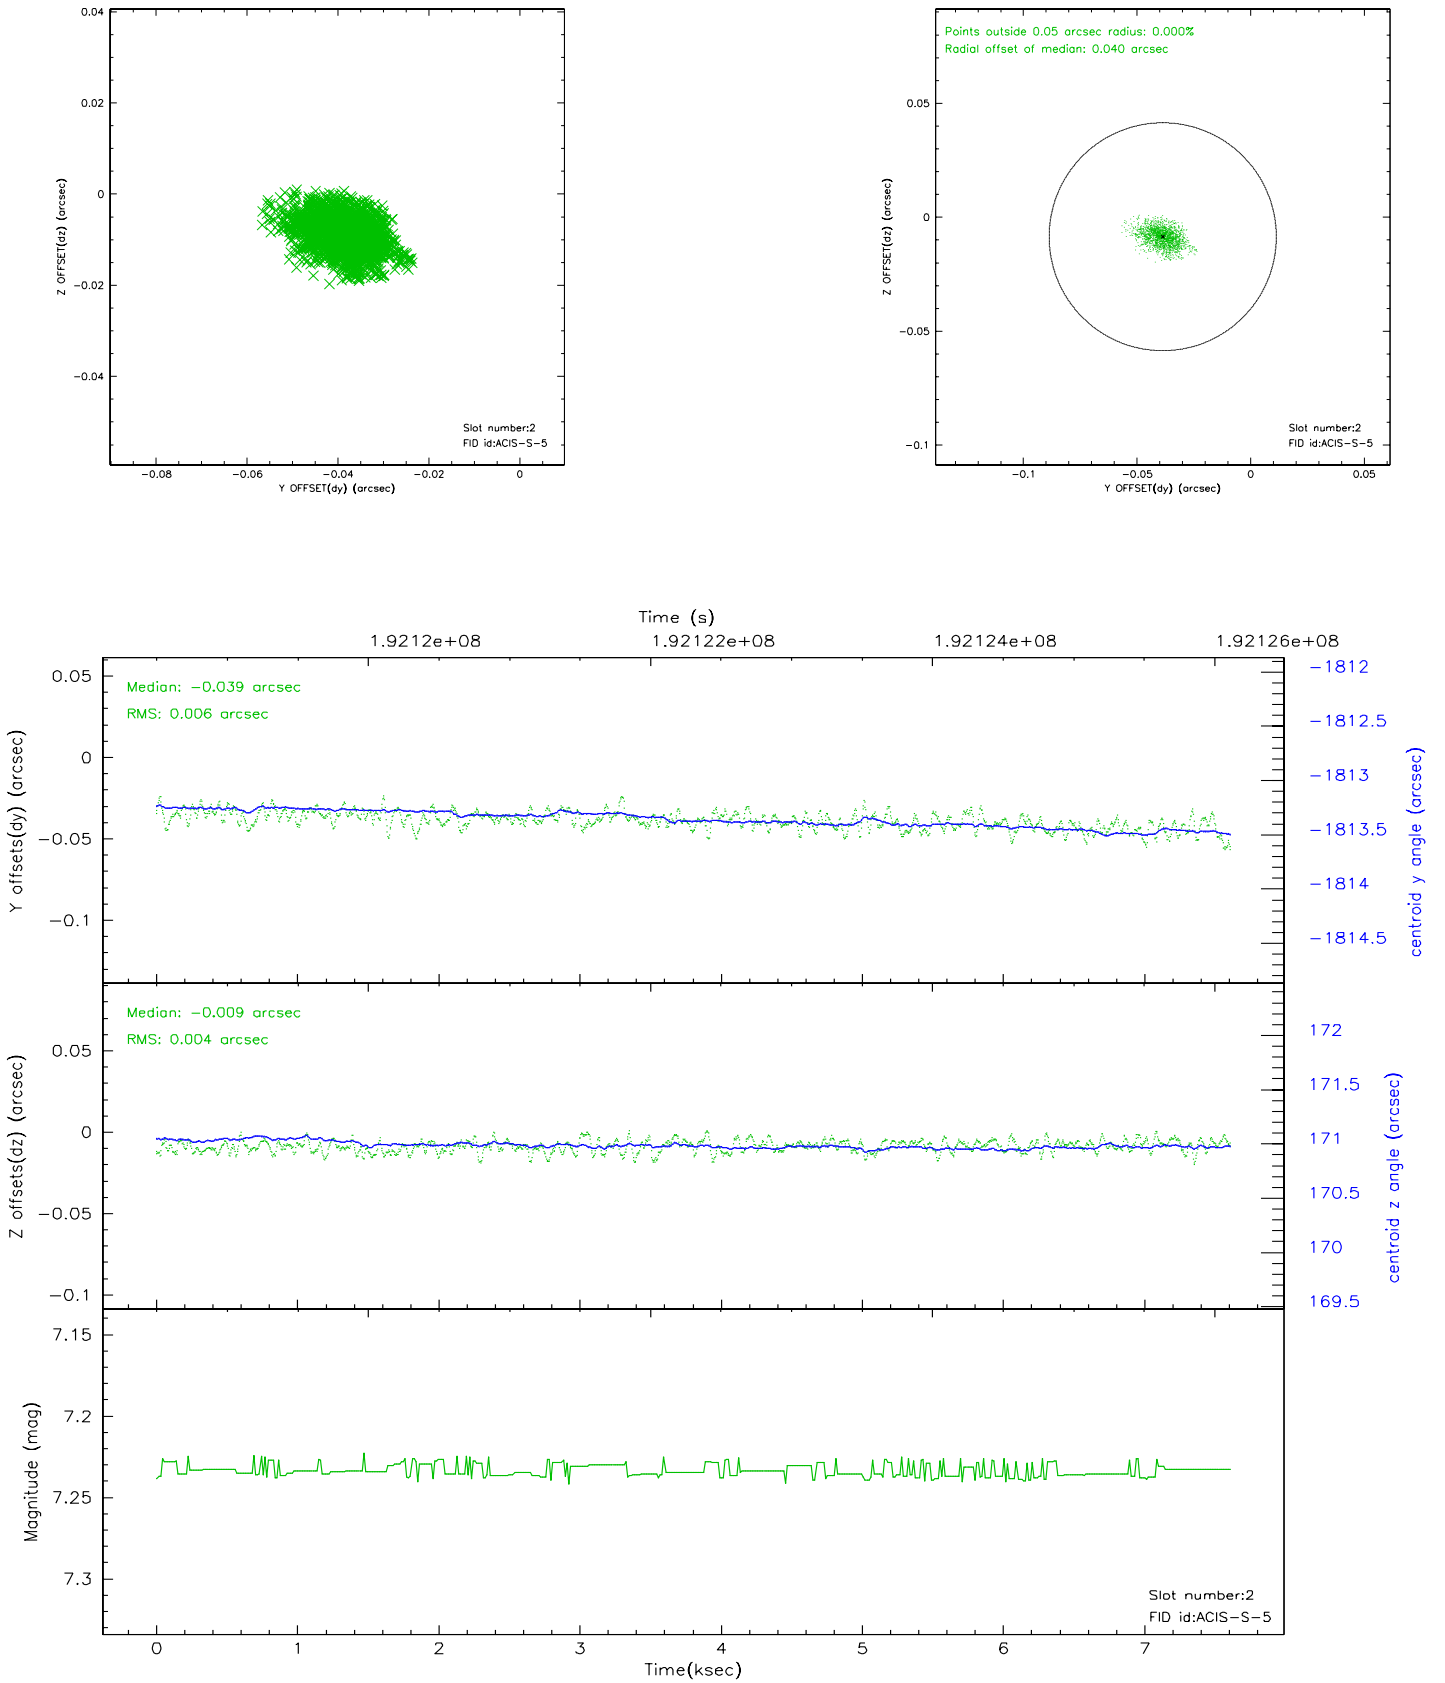 0.04
0.02
0
-0.02
-0.04
Z OFFSET(dz) (arcsec)
Slot number:2
FID id:ACIS-S-5
-0.08
-0.06
-0.04
-0.02
0
Y OFFSET(dy) (arcsec)
Points outside 0.05 arcsec radius: 0.000%
Radial offset of median: 0.040 arcsec
0.05
0
-0.05
-0.1
Z OFFSET(dz) (arcsec)
Slot number:2
FID id:ACIS-S-5
-0.1
-0.05
0
0.05
Y OFFSET(dy) (arcsec)
Time (s)
1.9212e+08
1.92122e+08
1.92124e+08
1.92126e+08
Median: -0.039 arcsec
RMS: 0.006 arcsec
0.05
0
-0.05
-0.1
Y offsets(dy) (arcsec)
-1812
-1812.5
-1813
-1813.5
-1814
-1814.5
centroid y angle (arcsec)
Median: -0.009 arcsec
RMS: 0.004 arcsec
0.05
0
-0.05
-0.1
Z offsets(dz) (arcsec)
172
171.5
171
170.5
170
169.5
centroid z angle (arcsec)
7.15
7.2
7.25
7.3
Magnitude (mag)
Slot number:2
FID id:ACIS-S-5
0
1
2
3
4
5
6
7
Time(ksec)